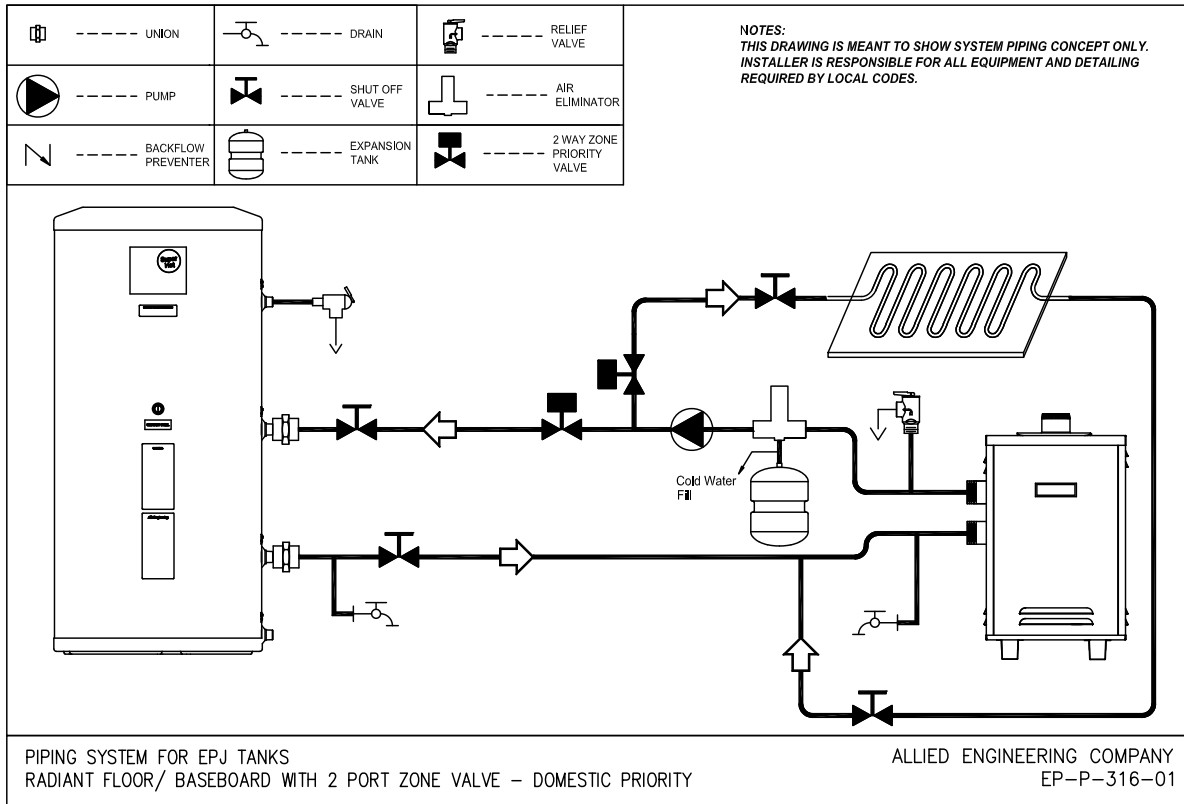 UNION
DRAIN
RELIEF
VALVE
PUMP
SHUT OFF
VALVE
AIR
ELIMINATOR
BACKFLOW
PREVENTER
EXPANSION
TANK
2 WAY ZONE
PRIORITY
VALVE
NOTES:
THIS DRAWING IS MEANT TO SHOW SYSTEM PIPING CONCEPT ONLY.
INSTALLER IS RESPONSIBLE FOR ALL EQUIPMENT AND DETAILING
REQUIRED BY LOCAL CODES.
Super
Hot
Cold Water
Fill
PIPING SYSTEM FOR EPJ TANKS
RADIANT FLOOR/ BASEBOARD WITH 2 PORT ZONE VALVE – DOMESTIC PRIORITY
ALLIED ENGINEERING COMPANY
EP–P–316–01